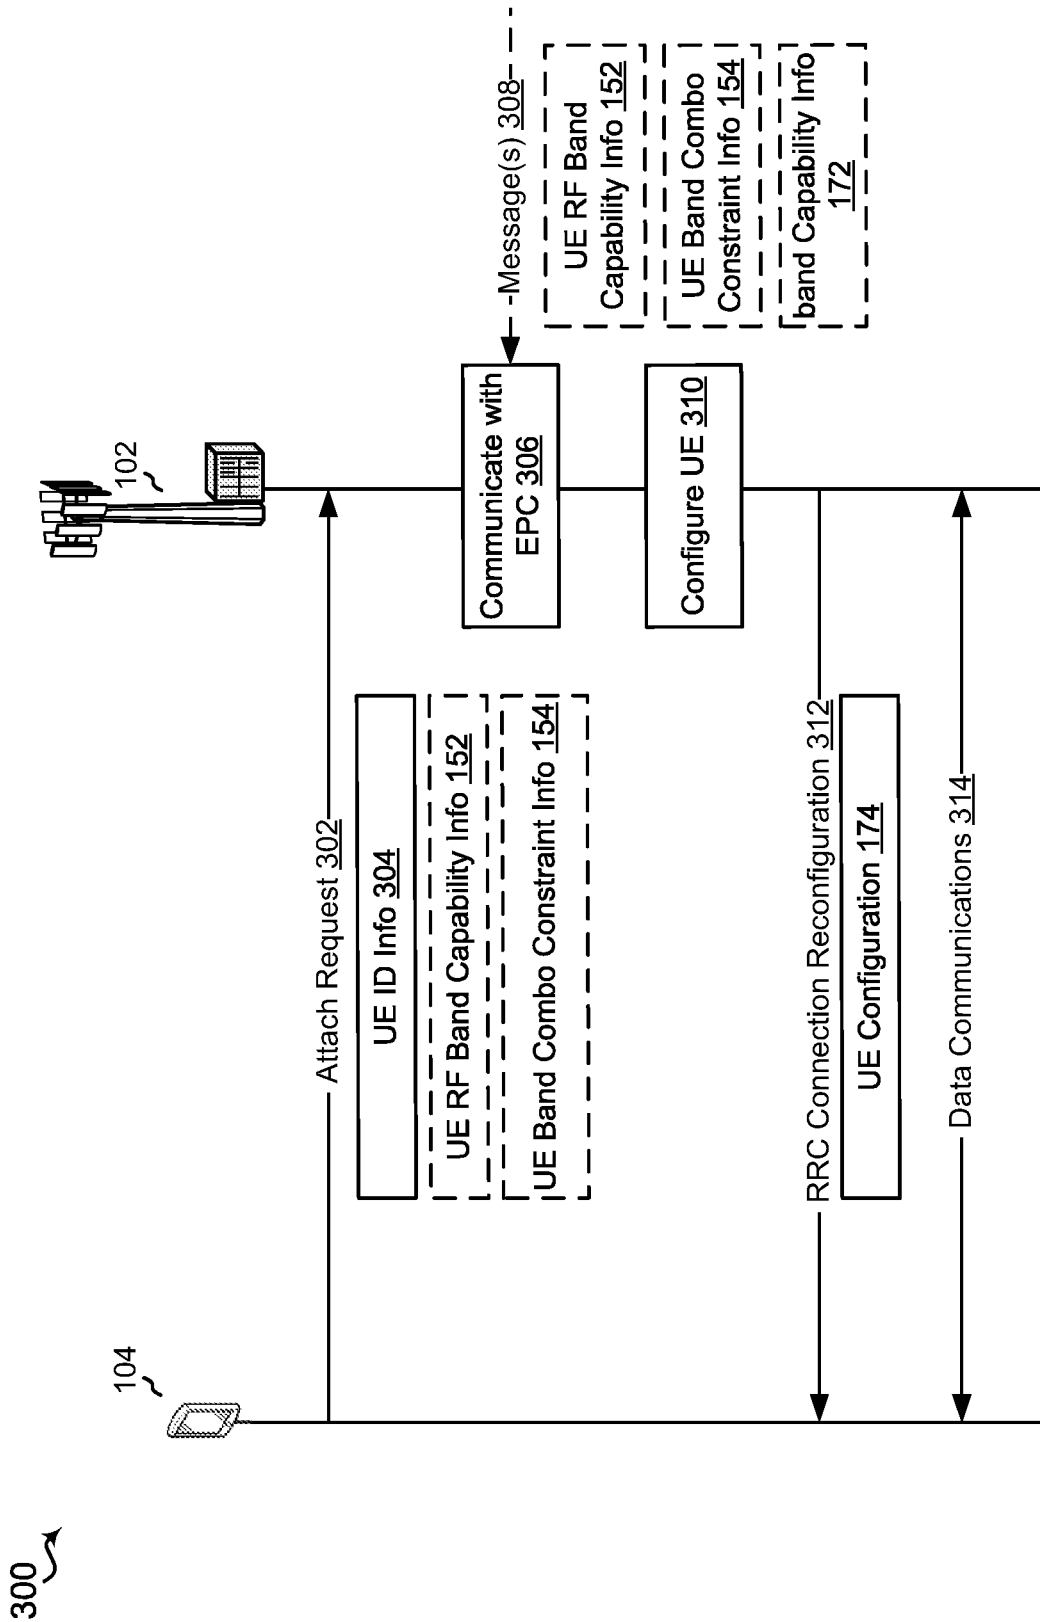 300
104
102
Attach Request 302
UE ID Info 304
UE RF Band Capability Info 152
UE Band Combo Constraint Info 154
Communicate with
EPC 306
Message(s) 308
UE RF Band
Capability Info 152
UE Band Combo
Constraint Info 154
band Capability Info
172
Configure UE 310
RRC Connection Reconfiguration 312
UE Configuration 174
Data Communications 314